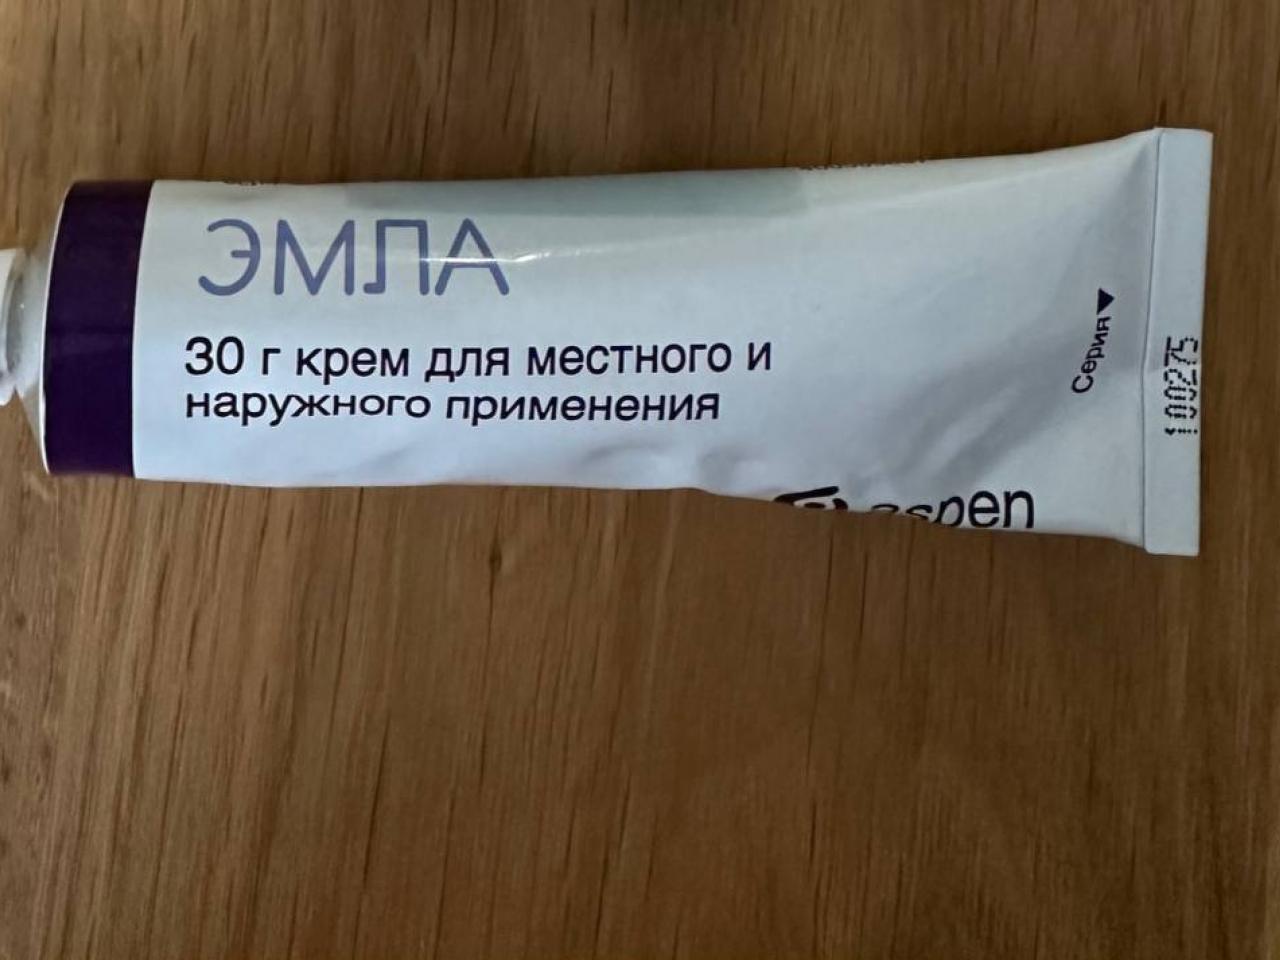 ЭМЛА
30 г крем для местного и
наружного применения
Серия
100275
aspen